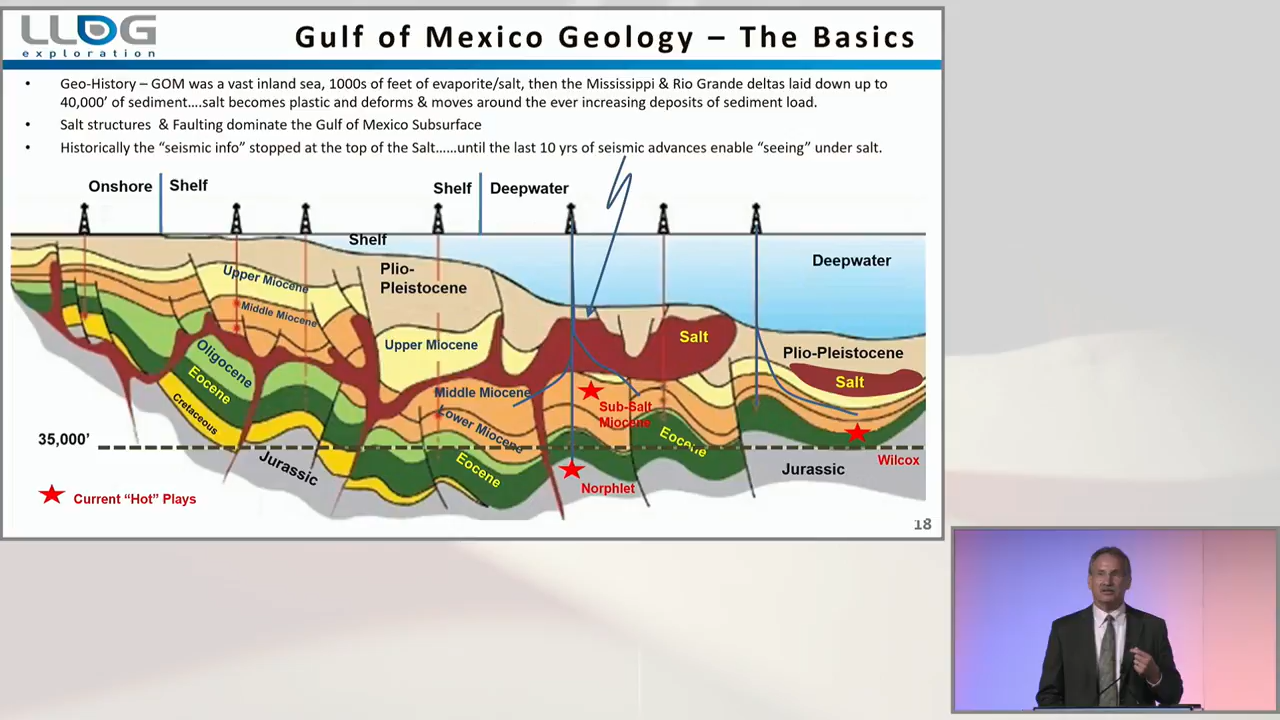 LLOG
exploration
Gulf of Mexico Geology – The Basics
• Geo-History – GOM was a vast inland sea, 1000s of feet of evaporite/salt, then the Mississippi & Rio Grande deltas laid down up to
40,000’ of sediment….salt becomes plastic and deforms & moves around the ever increasing deposits of sediment load.
• Salt structures & Faulting dominate the Gulf of Mexico Subsurface
• Historically the “seismic info” stopped at the top of the Salt……until the last 10 yrs of seismic advances enable “seeing” under salt.
Onshore Shelf Shelf Deepwater
Shelf
Deepwater
Plio-
Pleistocene
Upper Miocene
Middle Miocene
Upper Miocene
Salt
Plio-Pleistocene
Salt
Oligocene
Eocene
Cretaceous
Middle Miocene
Lower Miocene
Sub-Salt
Miocene
35,000’
Eocene
Wilcox
Jurassic
Eocene
Jurassic
Norphlet
Current “Hot” Plays
18